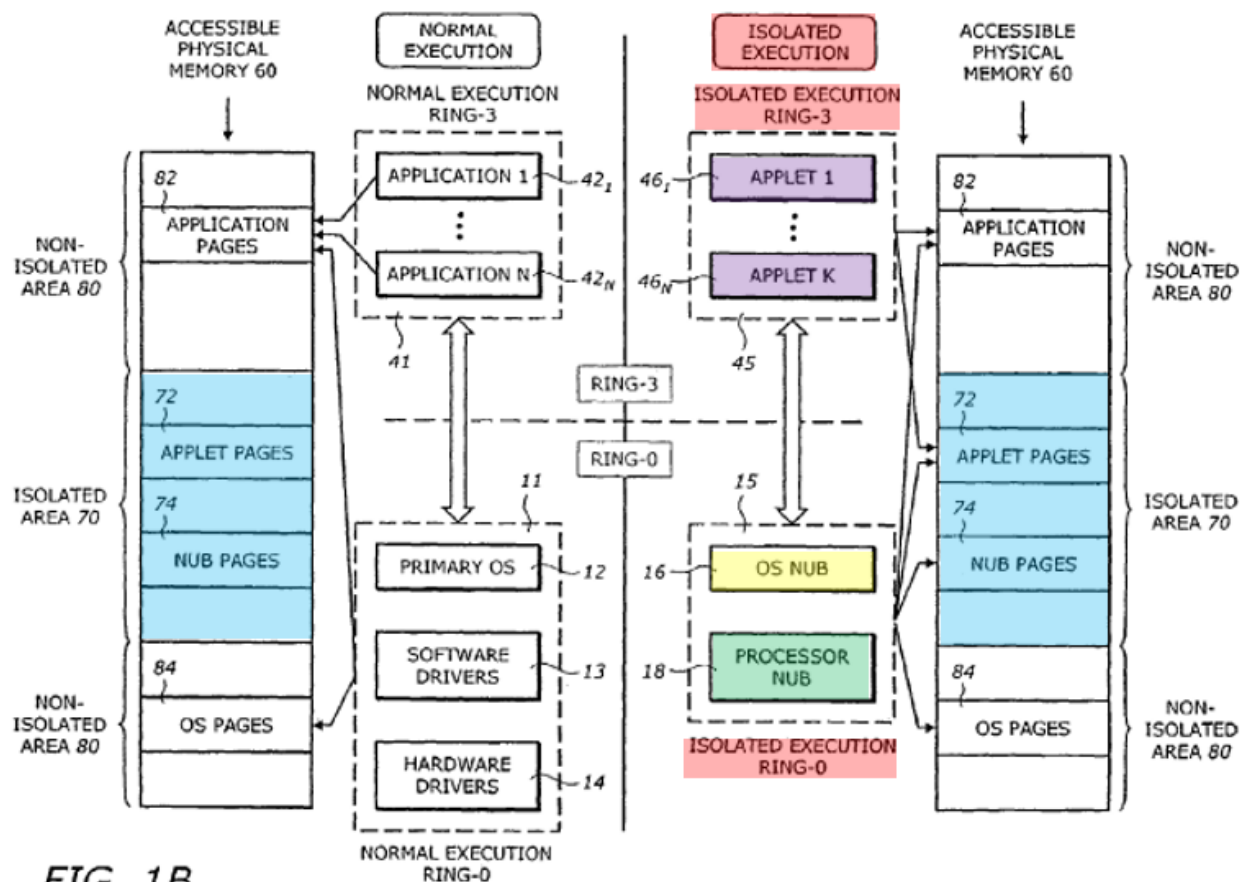 ACCESSIBLE
PHYSICAL
MEMORY 60
NORMAL
EXECUTION
ISOLATED
EXECUTION
ACCESSIBLE
PHYSICAL
MEMORY 60
NORMAL EXECUTION
RING-3
ISOLATED EXECUTION
RING-3
82
APPLICATION
PAGES
NON-
ISOLATED
AREA 80
APPLICATION 1
42₁
APPLICATION N
42N
41
46₁
APPLET 1
46N
APPLET K
45
82
APPLICATION
PAGES
NON-
ISOLATED
AREA 80
RING-3
RING-0
72
APPLET PAGES
74
NUB PAGES
ISOLATED
AREA 70
72
APPLET PAGES
74
NUB PAGES
ISOLATED
AREA 70
11
PRIMARY OS
12
SOFTWARE
DRIVERS
13
HARDWARE
DRIVERS
14
15
16
OS NUB
18
PROCESSOR
NUB
84
OS PAGES
NON-
ISOLATED
AREA 80
84
OS PAGES
NON-
ISOLATED
AREA 80
ISOLATED EXECUTION
RING-0
NORMAL EXECUTION
RING-0
FIG. 1B